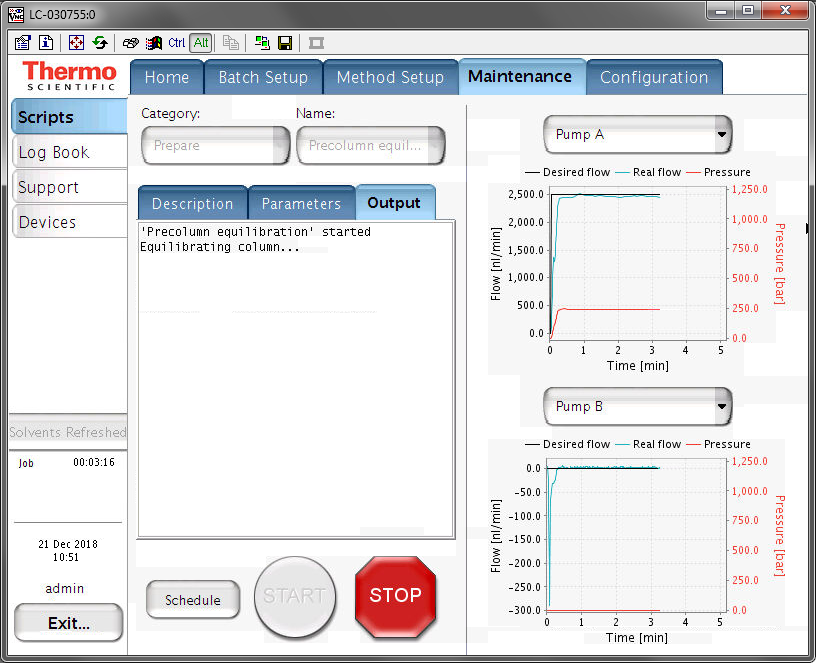 LC-030755:0
Ctrl Alt
Thermo
SCIENTIFIC
Home Batch Setup Method Setup Maintenance Configuration
Scripts
Log Book
Support
Devices
Solvents Refreshed
Job 00:03:16
21 Dec 2018
10:51
admin
Exit...
Category: Name:
Prepare Precolumn equil...
Description Parameters Output
'Precolumn equilibration' started
Equilibrating column...
Schedule START STOP
Pump A
Desired flow Real flow Pressure
Flow [nl/min]
2,500.0
2,000.0
1,500.0
1,000.0
500.0
0.0
1,250.0
1,000.0
750.0
500.0
250.0
0.0
Pressure [bar]
0 1 2 3 4 5
Time [min]
Pump B
Desired flow Real flow Pressure
Flow [nl/min]
0.0
-50.0
-100.0
-150.0
-200.0
-250.0
-300.0
1,250.0
1,000.0
750.0
500.0
250.0
0.0
Pressure [bar]
0 1 2 3 4 5
Time [min]